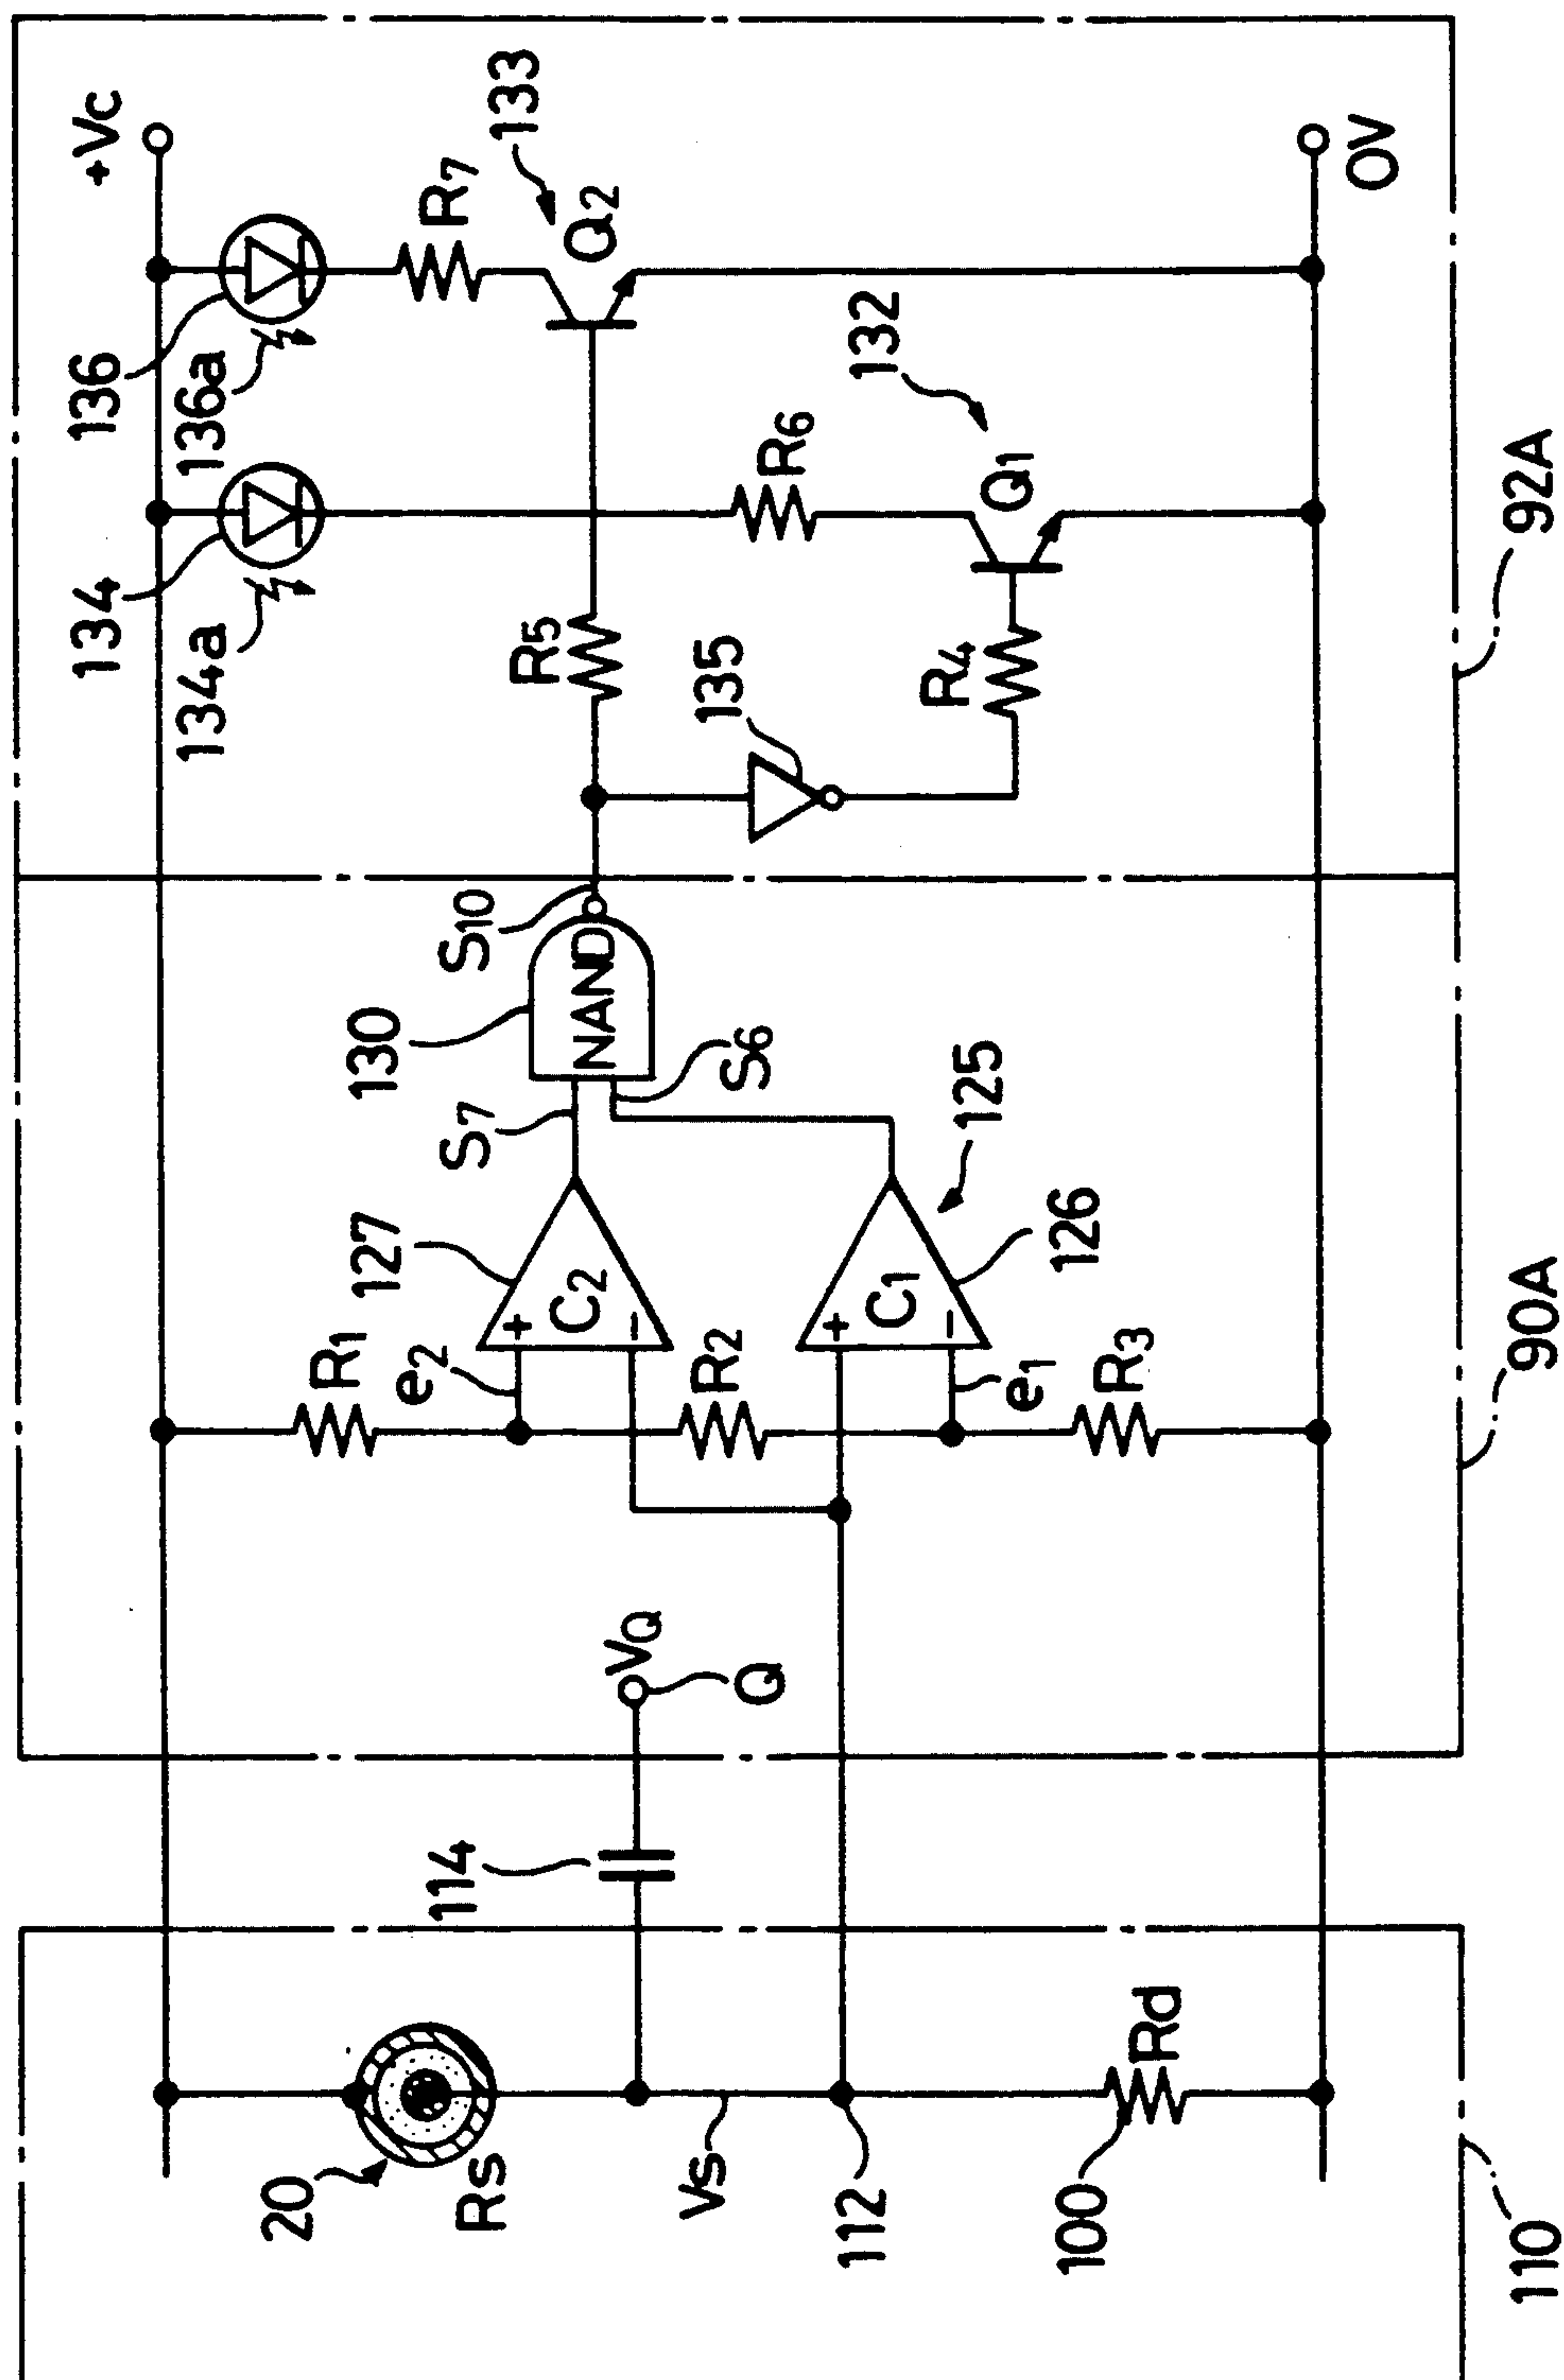 +Vc
136
136a
R7
133
Q2
134
134a
R6
132
Q1
0V
R5
135
R4
92A
S10
130
NAND
S7
S6
125
127
C2
+
−
126
C1
+
−
R1
e2
R2
e1
R3
90A
VQ
Q
114
20
Rs
Vs
112
100
Rd
110